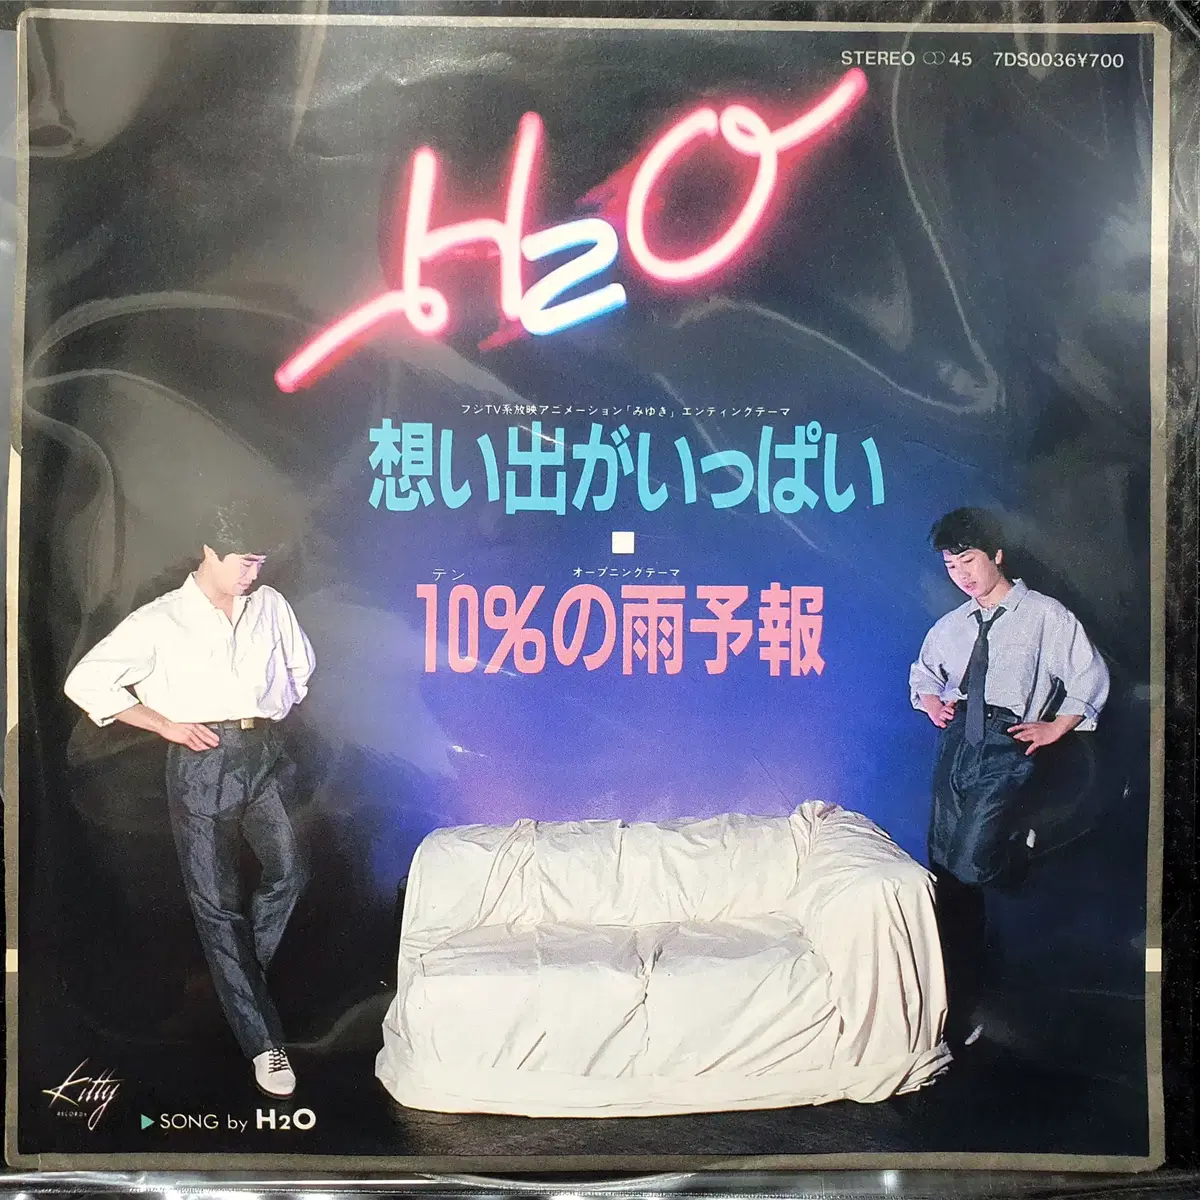 STEREO ◯◯ 45 7DS0036¥700
H2O
フジTV系放映アニメーション「みゆき」エンディングテーマ
想い出がいっぱい
テン オープニングテーマ
10%の雨予報
Kitty
RECORDS
▶SONG by H2O